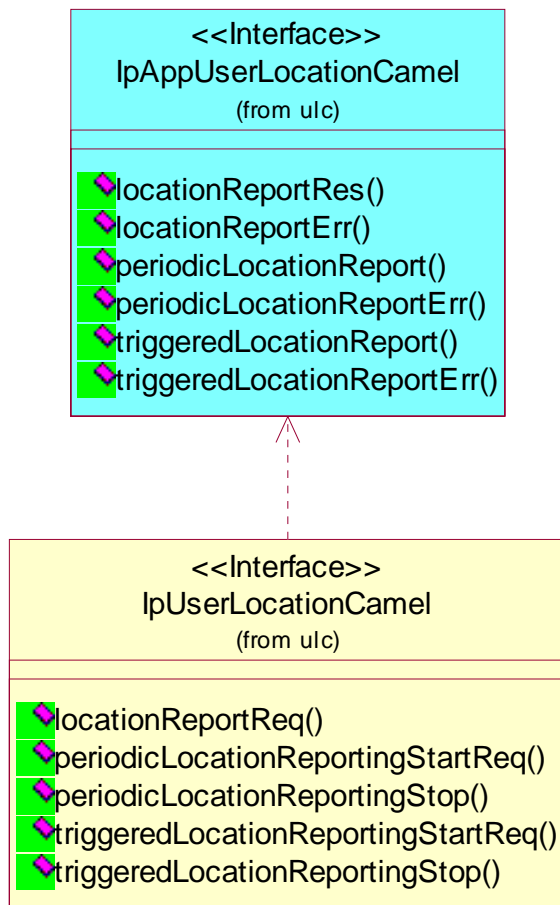 <<Interface>>
IpAppUserLocationCamel
(from ulc)
locationReportRes()
locationReportErr()
periodicLocationReport()
periodicLocationReportErr()
triggeredLocationReport()
triggeredLocationReportErr()
<<Interface>>
IpUserLocationCamel
(from ulc)
locationReportReq()
periodicLocationReportingStartReq()
periodicLocationReportingStop()
triggeredLocationReportingStartReq()
triggeredLocationReportingStop()